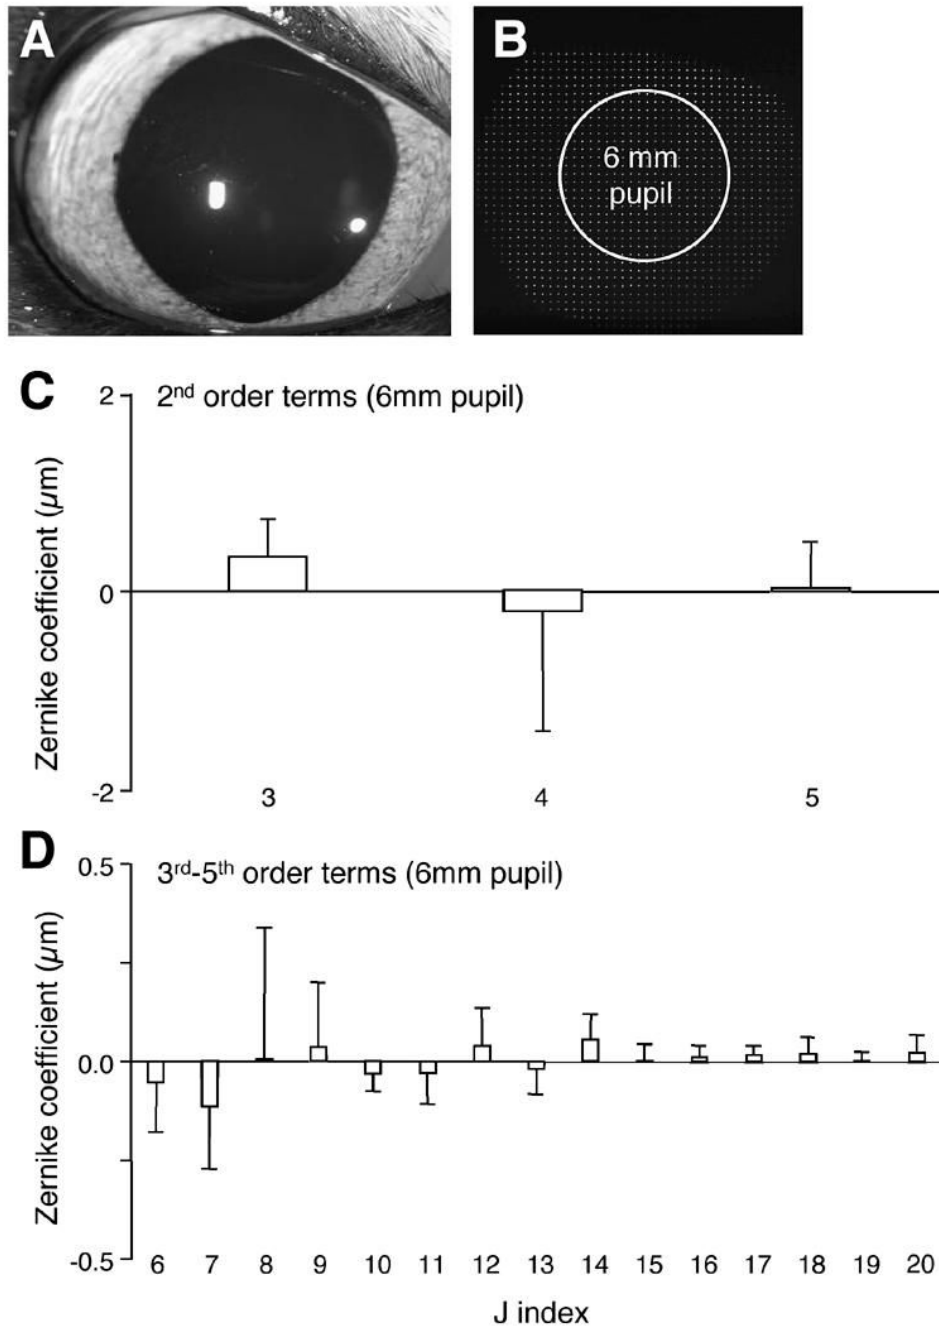 A
B
6 mm
pupil
C
2nd order terms (6mm pupil)
2
0
-2
Zernike coefficient (µm)
3 4 5
D
3rd-5th order terms (6mm pupil)
0.5
0.0
-0.5
Zernike coefficient (µm)
6 7 8 9 10 11 12 13 14 15 16 17 18 19 20
J index